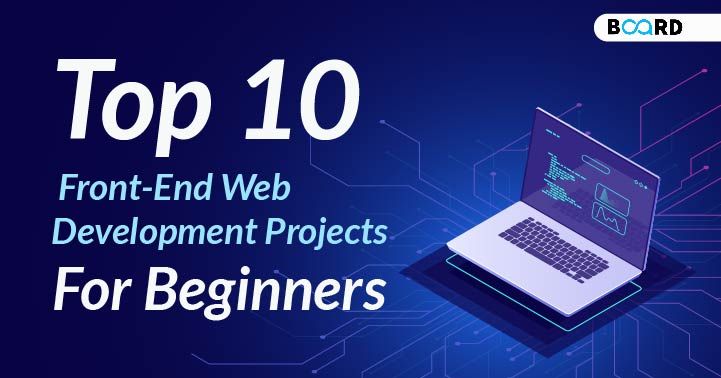 BOARD
Top 10
Front-End Web
Development Projects
For Beginners